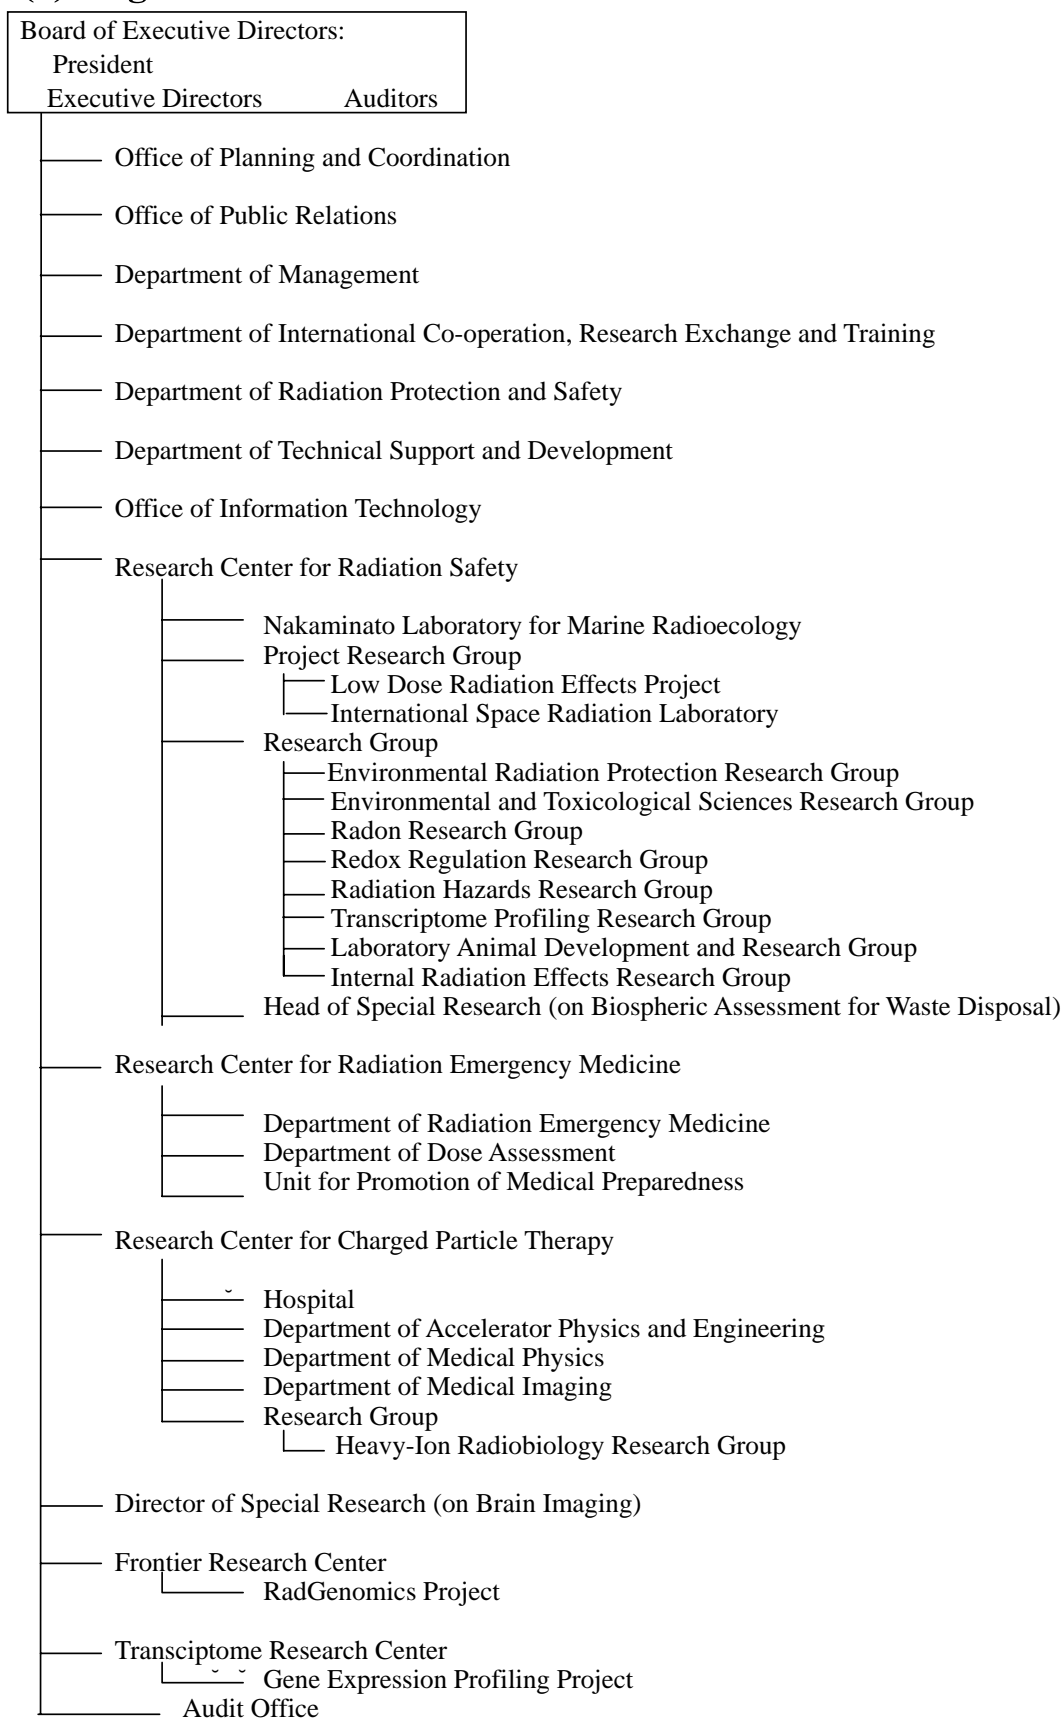 Board of Executive Directors:
President
Executive Directors Auditors
Office of Planning and Coordination
Office of Public Relations
Department of Management
Department of International Co-operation, Research Exchange and Training
Department of Radiation Protection and Safety
Department of Technical Support and Development
Office of Information Technology
Research Center for Radiation Safety
Nakaminato Laboratory for Marine Radioecology
Project Research Group
Low Dose Radiation Effects Project
International Space Radiation Laboratory
Research Group
Environmental Radiation Protection Research Group
Environmental and Toxicological Sciences Research Group
Radon Research Group
Redox Regulation Research Group
Radiation Hazards Research Group
Transcriptome Profiling Research Group
Laboratory Animal Development and Research Group
Internal Radiation Effects Research Group
Head of Special Research (on Biospheric Assessment for Waste Disposal)
Research Center for Radiation Emergency Medicine
Department of Radiation Emergency Medicine
Department of Dose Assessment
Unit for Promotion of Medical Preparedness
Research Center for Charged Particle Therapy
Hospital
Department of Accelerator Physics and Engineering
Department of Medical Physics
Department of Medical Imaging
Research Group
Heavy-Ion Radiobiology Research Group
Director of Special Research (on Brain Imaging)
Frontier Research Center
RadGenomics Project
Transciptome Research Center
Gene Expression Profiling Project
Audit Office